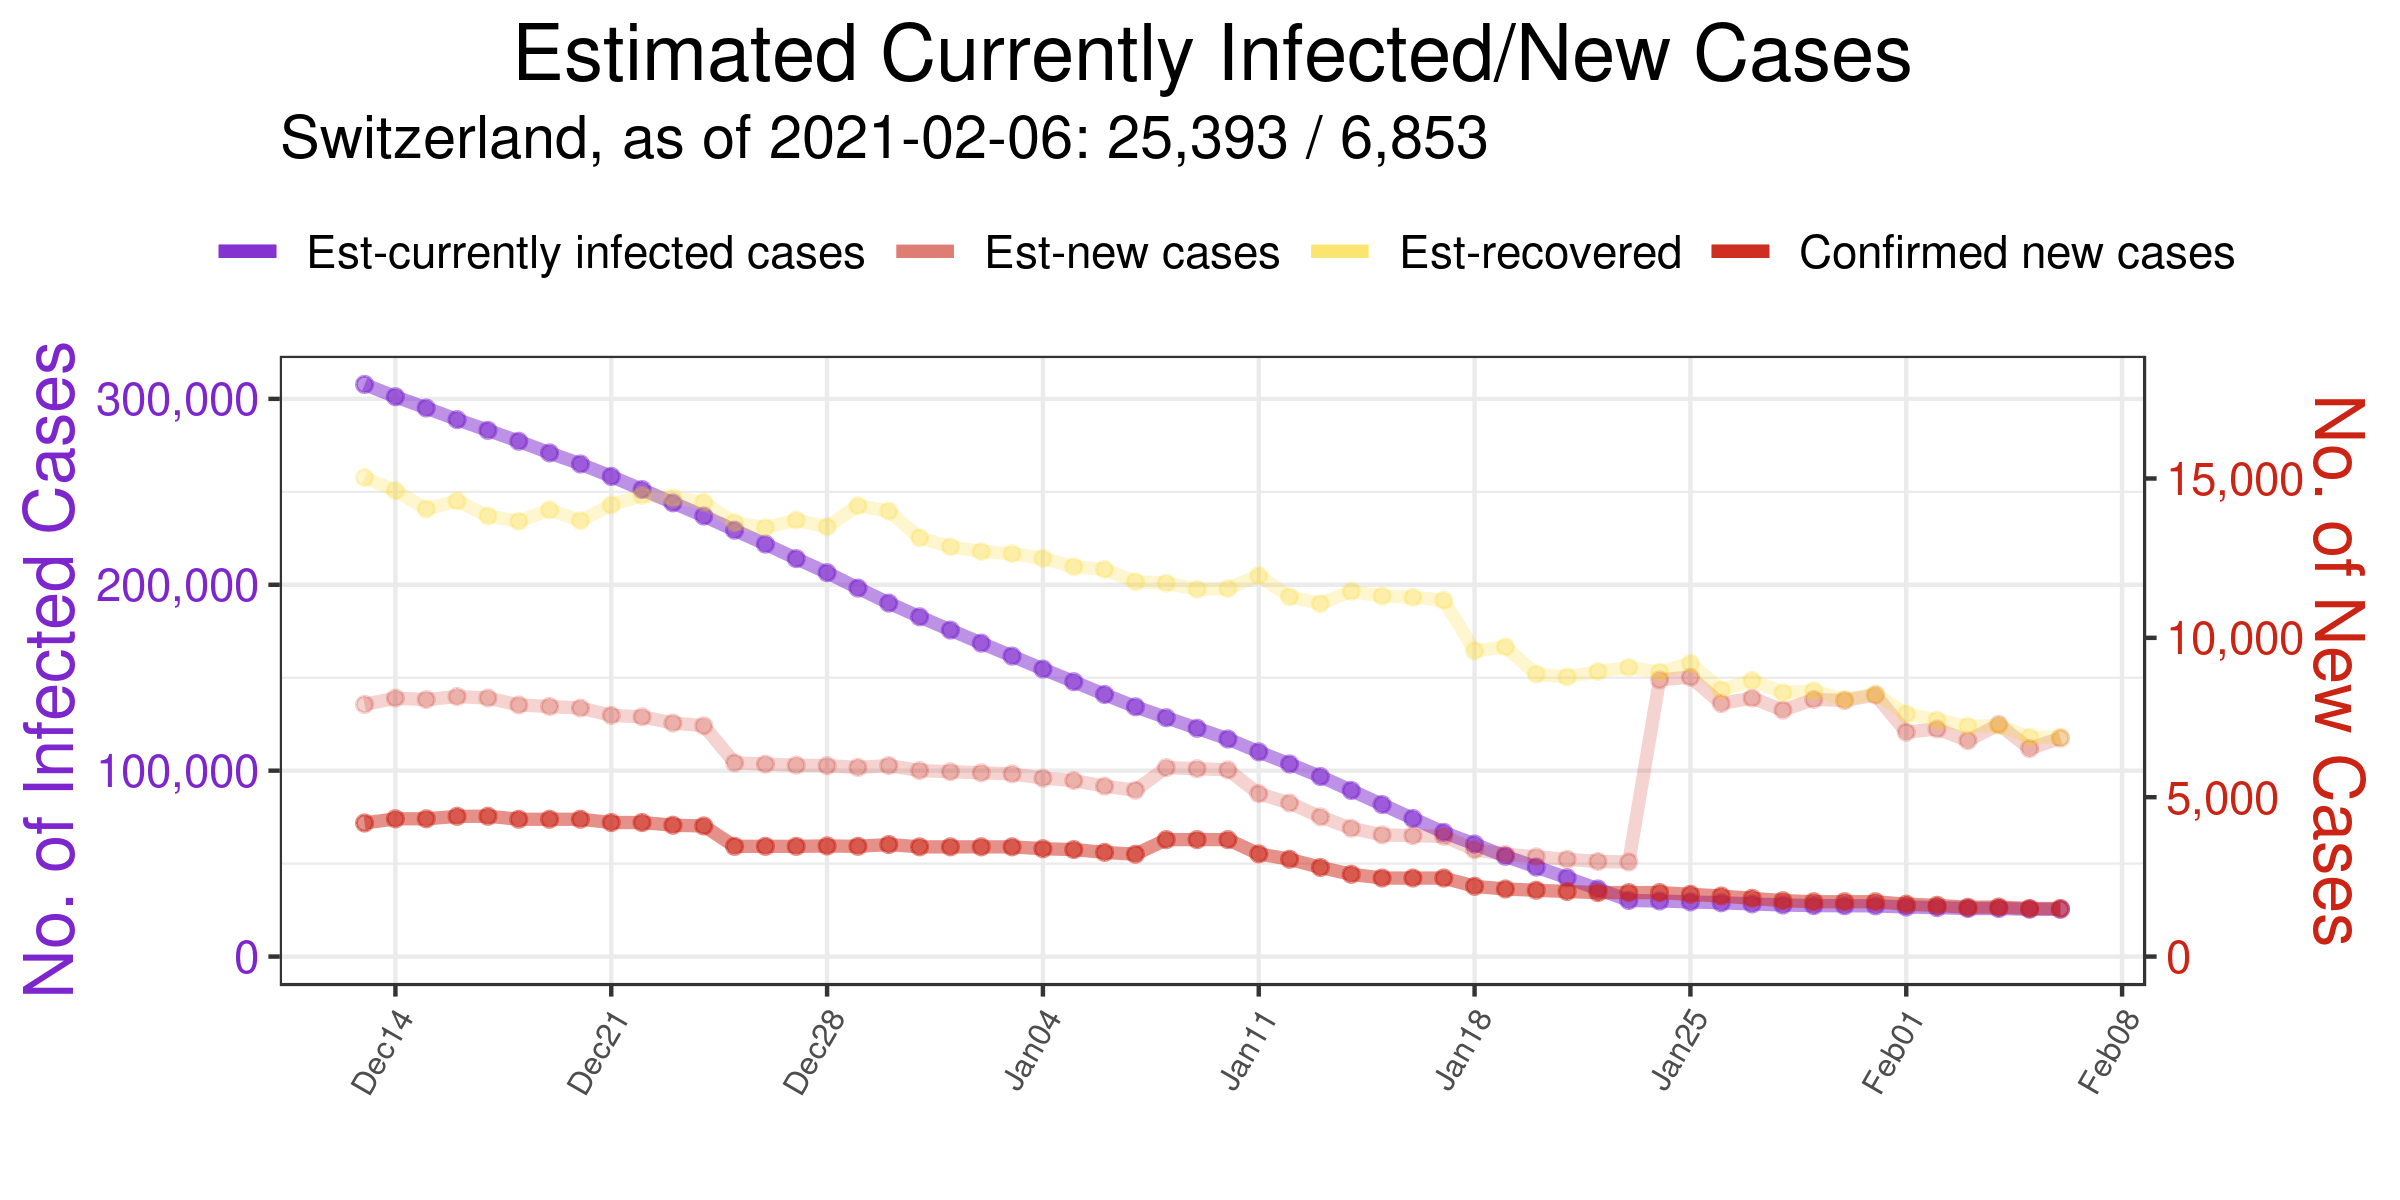 Estimated Currently Infected/New Cases
Switzerland, as of 2021-02-06: 25,393 / 6,853
Est-currently infected cases Est-new cases Est-recovered Confirmed new cases
No. of Infected Cases
300,000
200,000
100,000
0
15,000
10,000
5,000
0
No. of New Cases
Dec14 Dec21 Dec28 Jan04 Jan11 Jan18 Jan25 Feb01 Feb08